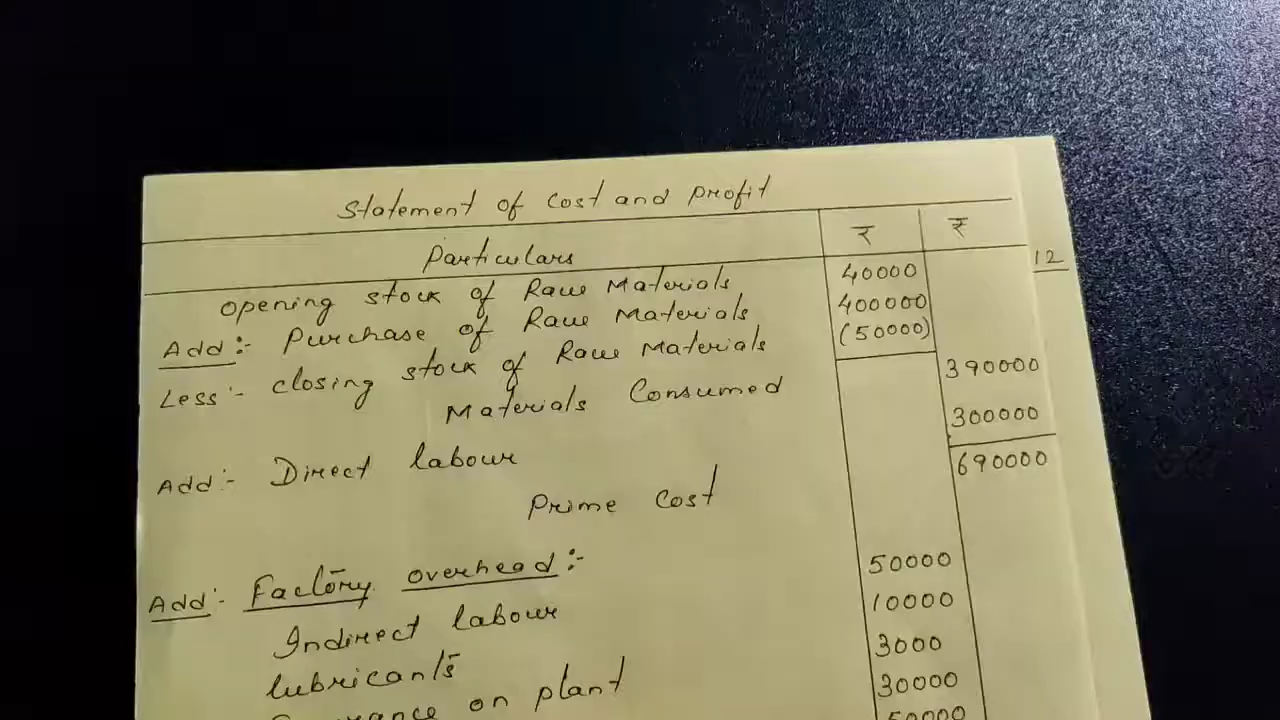 Statement of Cost and profit
Particulars ₹ ₹
12
opening stock of Raw Materials 40000
Add:- Purchase of Raw Materials 400000
Less:- closing stock of Raw Materials (50000)
Materials Consumed 390000
Add:- Direct labour 300000
Prime Cost 690000
Add:- Factory overhead:-
Indirect labour 50000
lubricants 10000
on plant 3000
30000
50000